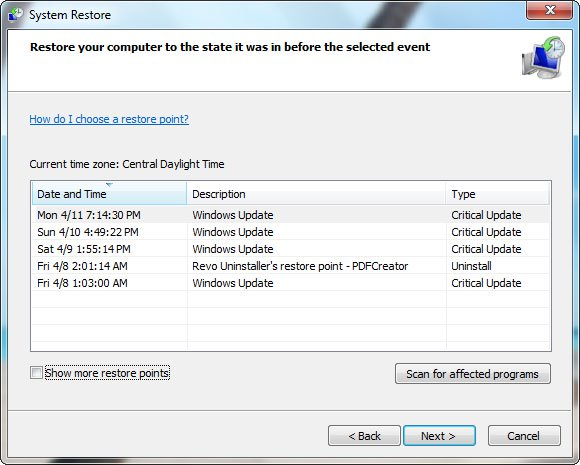 System Restore
Restore your computer to the state it was in before the selected event
How do I choose a restore point?
Current time zone: Central Daylight Time
Date and Time Description Type
Mon 4/11 7:14:30 PM Windows Update Critical Update
Sun 4/10 4:49:22 PM Windows Update Critical Update
Sat 4/9 1:55:14 PM Windows Update Critical Update
Fri 4/8 2:01:14 AM Revo Uninstaller's restore point - PDFCreator Uninstall
Fri 4/8 1:03:00 AM Windows Update Critical Update
Show more restore points Scan for affected programs
< Back Next > Cancel